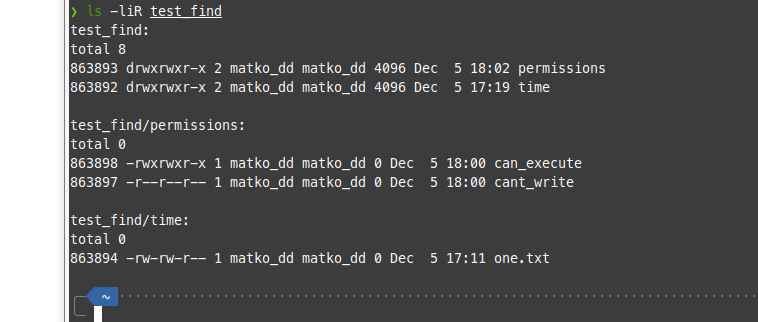 ❯ ls -liR test_find
test_find:
total 8
863893 drwxrwxr-x 2 matko_dd matko_dd 4096 Dec  5 18:02 permissions
863892 drwxrwxr-x 2 matko_dd matko_dd 4096 Dec  5 17:19 time

test_find/permissions:
total 0
863898 -rwxrwxr-x 1 matko_dd matko_dd 0 Dec  5 18:00 can_execute
863897 -r--r--r-- 1 matko_dd matko_dd 0 Dec  5 18:00 cant_write

test_find/time:
total 0
863894 -rw-rw-r-- 1 matko_dd matko_dd 0 Dec  5 17:11 one.txt

~